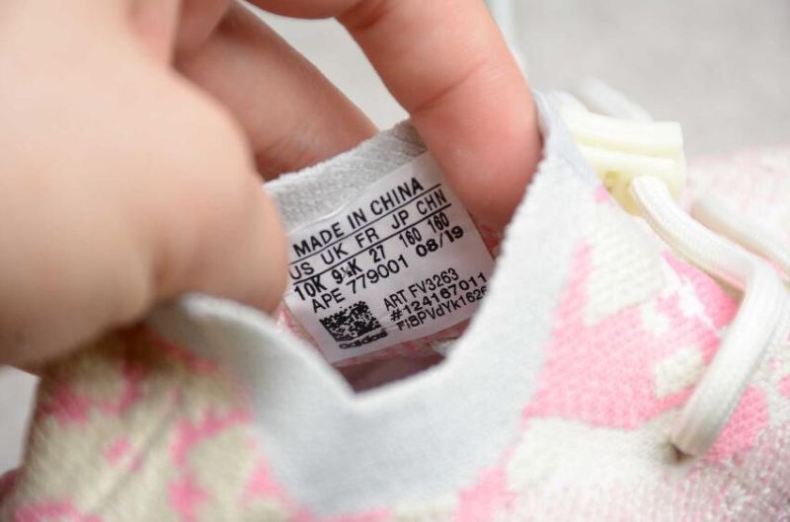 MADE IN CHINA
US UK FR JP CHN
10K 9½K 27 160 160
APE 779001 08/19
ART FV3263
#124167011
adidas